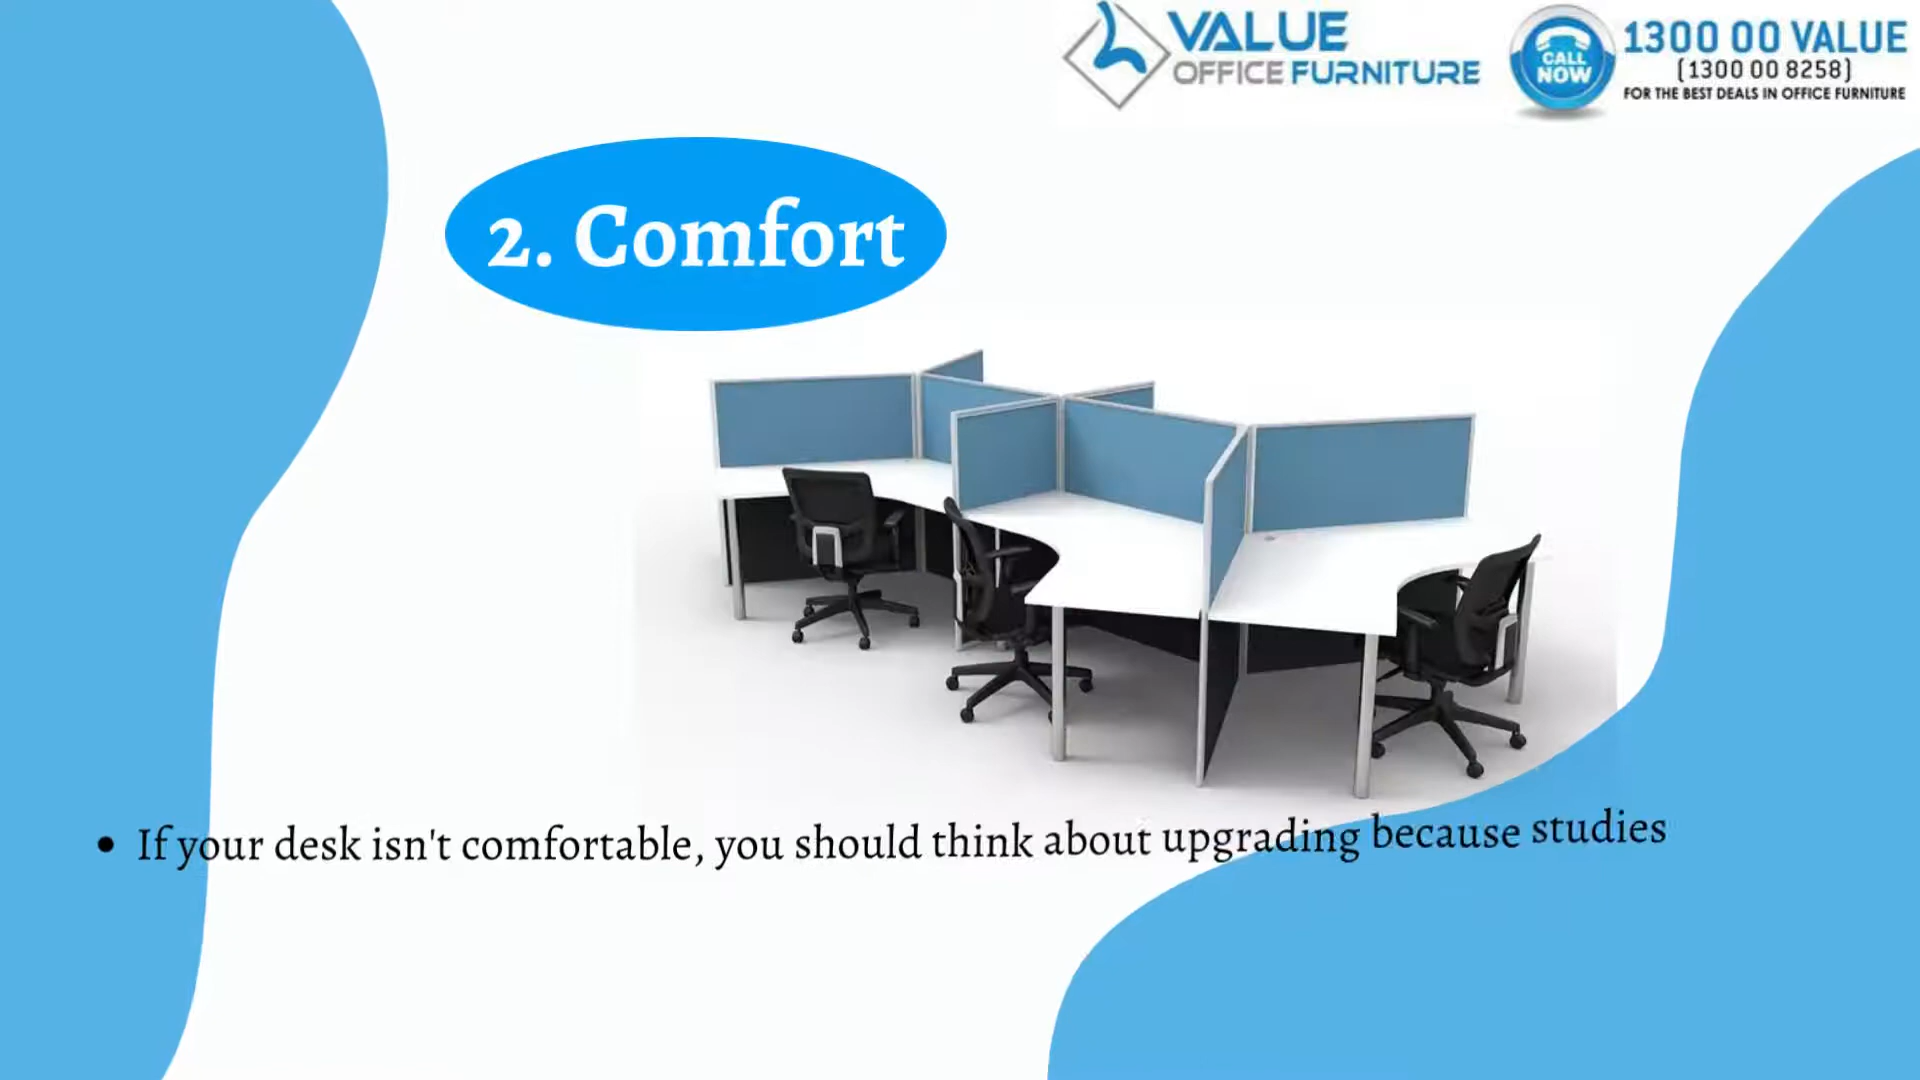 VALUE
OFFICE FURNITURE
CALL
NOW
1300 00 VALUE
(1300 00 8258)
FOR THE BEST DEALS IN OFFICE FURNITURE
2. Comfort
• If your desk isn't comfortable, you should think about upgrading because studies